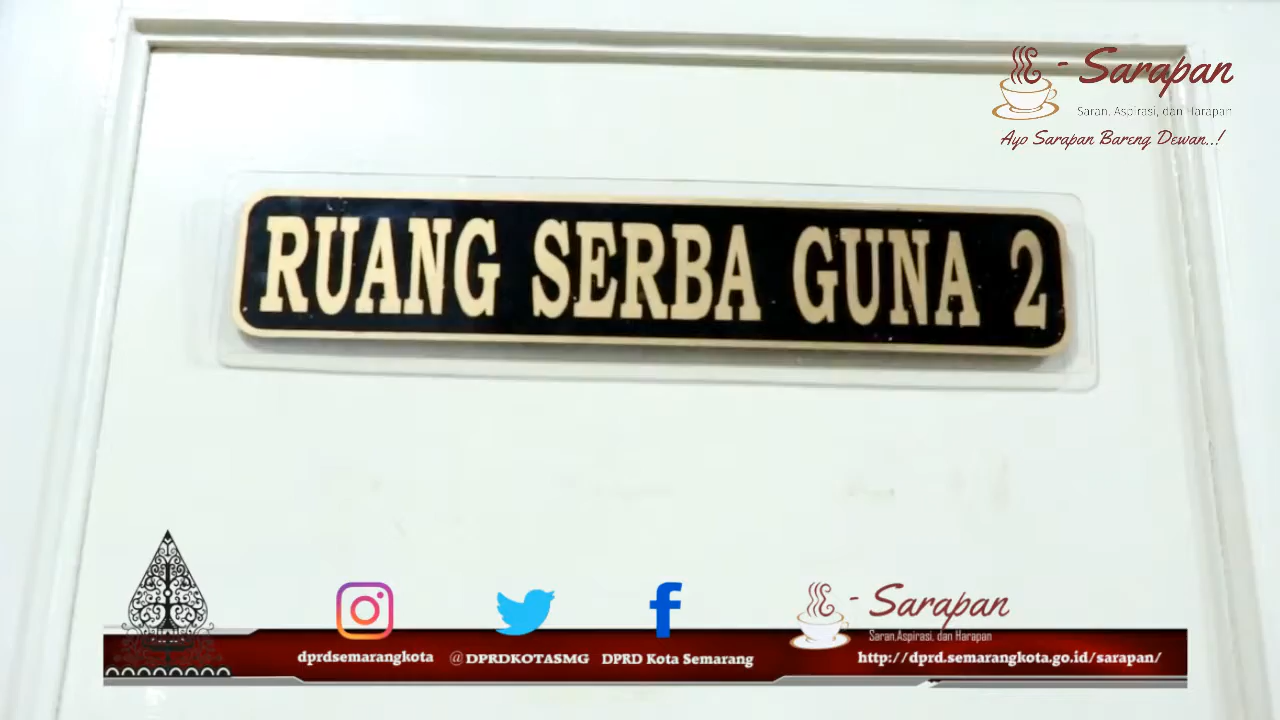 - Sarapan
Saran, Aspirasi, dan Harapan
Ayo Sarapan Bareng Dewan..!
RUANG SERBA GUNA 2
- Sarapan
Saran,Aspirasi, dan Harapan
dprdsemarangkota @DPRDKOTASMG DPRD Kota Semarang http://dprd.semarangkota.go.id/sarapan/